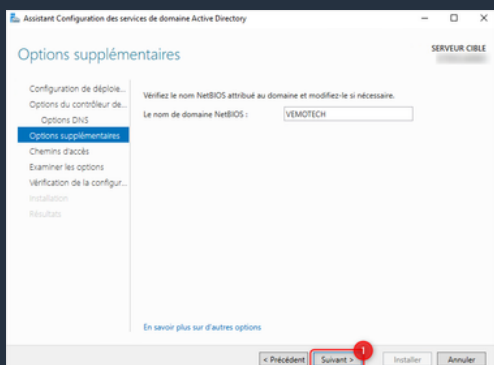 Assistant Configuration des services de domaine Active Directory
Options supplémentaires
SERVEUR CIBLE
Configuration de déploie...
Options du contrôleur de...
Options DNS
Options supplémentaires
Chemins d'accès
Examiner les options
Vérification de la configur...
Installation
Résultats
Vérifiez le nom NetBIOS attribué au domaine et modifiez-le si nécessaire.
Le nom de domaine NetBIOS : VEMOTECH
En savoir plus sur d'autres options
1
< Précédent Suivant > Installer Annuler